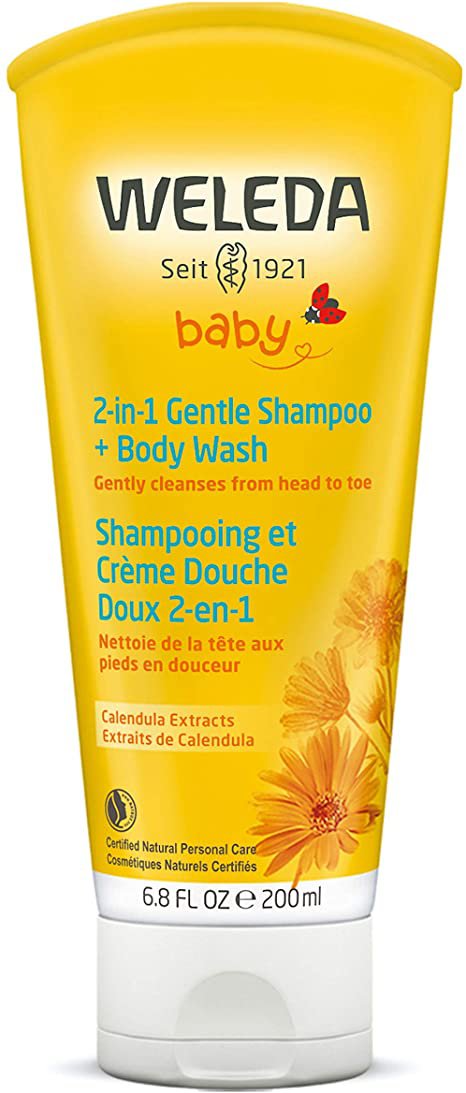 WELEDA
Seit 1921
baby
2-in-1 Gentle Shampoo
+ Body Wash
Gently cleanses from head to toe
Shampooing et
Crème Douche
Doux 2-en-1
Nettoie de la tête aux
pieds en douceur
Calendula Extracts
Extraits de Calendula
Certified Natural Personal Care
Cosmétiques Naturels Certifiés
6.8 FL OZ e 200ml